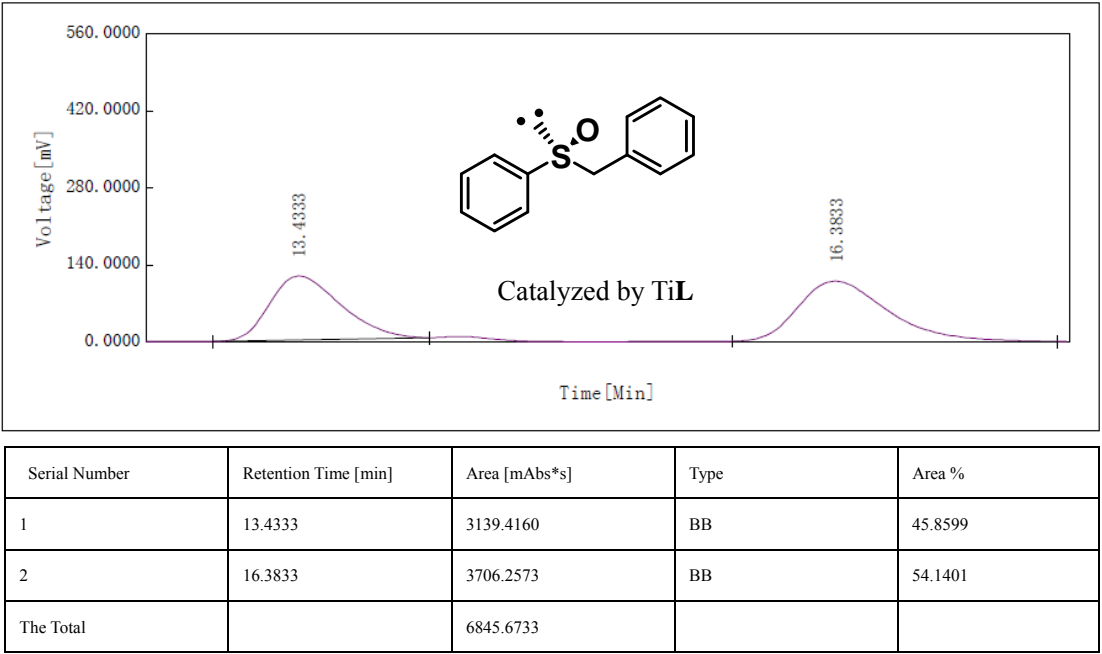 560.0000
420.0000
280.0000
140.0000
0.0000
Voltage[mV]
13.4333
16.3833
S
O
Catalyzed by TiL
Time[Min]
Serial Number Retention Time [min] Area [mAbs*s] Type Area %
1 13.4333 3139.4160 BB 45.8599
2 16.3833 3706.2573 BB 54.1401
The Total 6845.6733